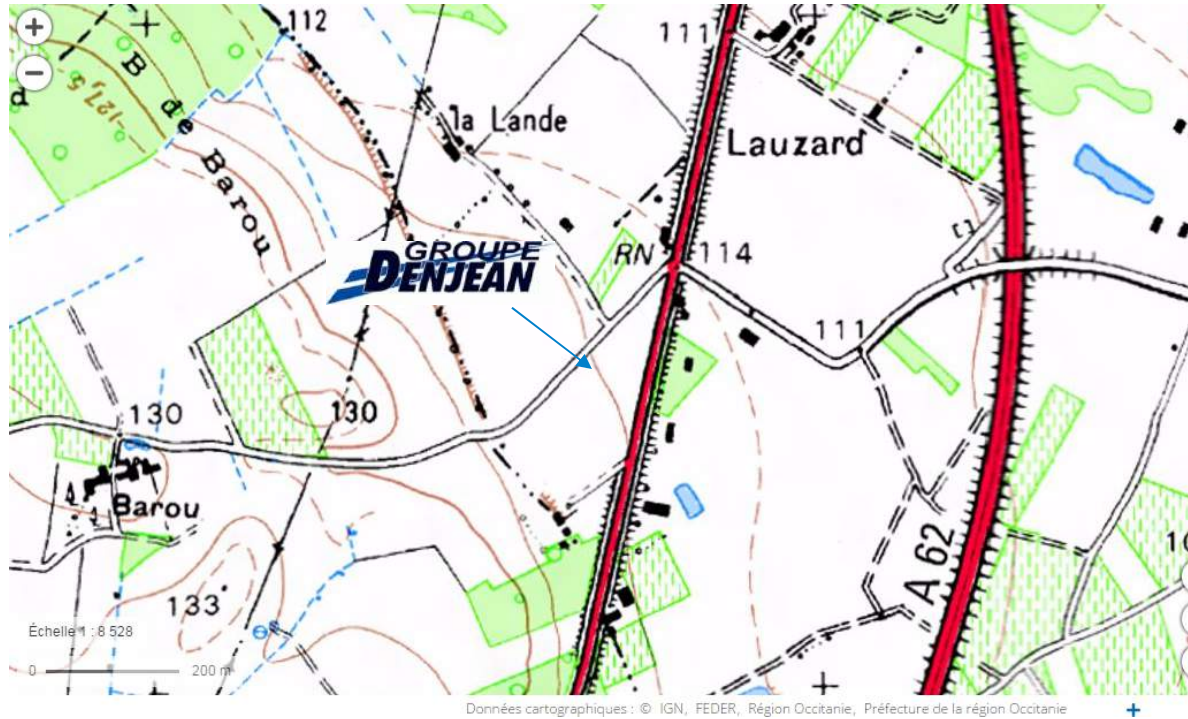 112
111
B de Barou
127,5
d
la Lande
Lauzard
GROUPE
DENJEAN
RN
114
111
130
130
Barou
A 62
10
133
Échelle 1 : 8 528
0
200 m
Données cartographiques : © IGN, FEDER, Région Occitanie, Préfecture de la région Occitanie